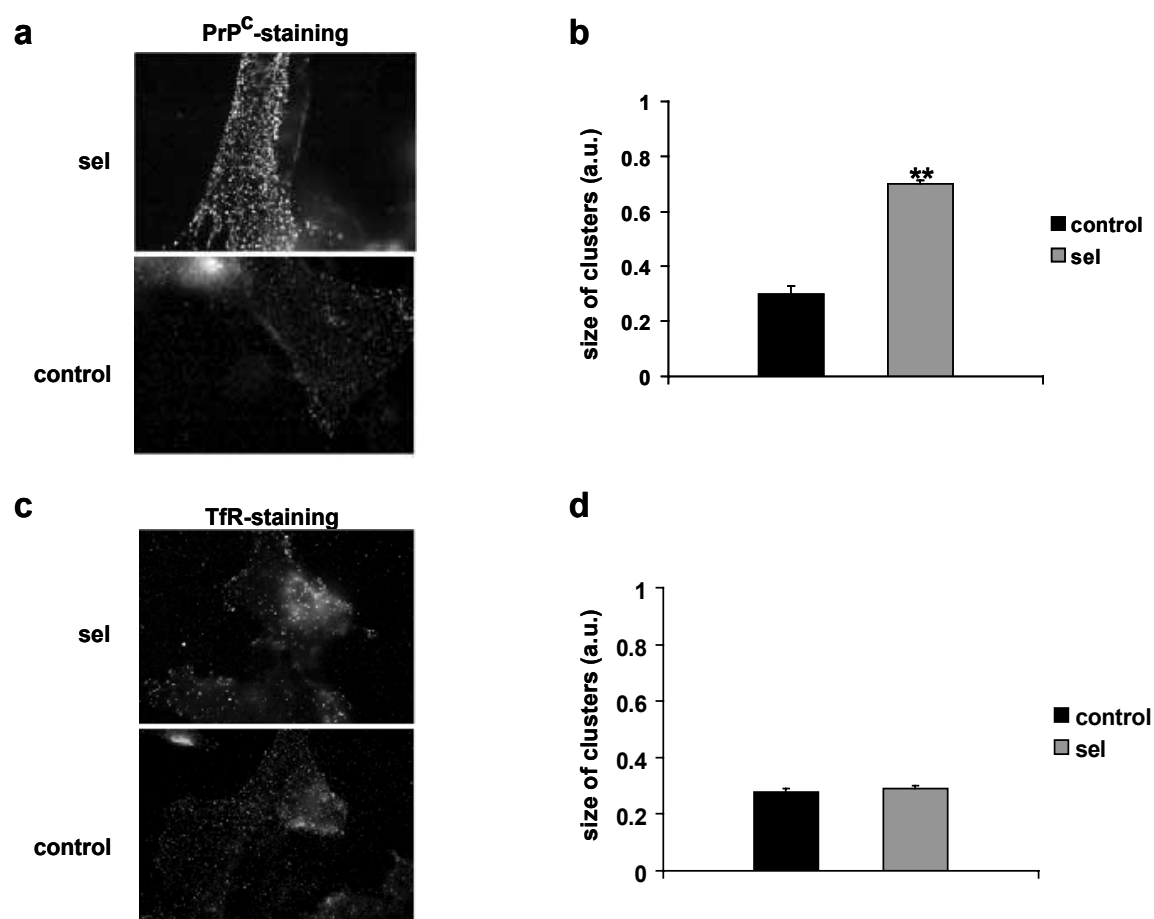 a
PrPC-staining
sel
control
b
size of clusters (a.u.)
1
0.8
0.6
0.4
0.2
0
**
control
sel
c
TfR-staining
sel
control
d
size of clusters (a.u.)
1
0.8
0.6
0.4
0.2
0
control
sel